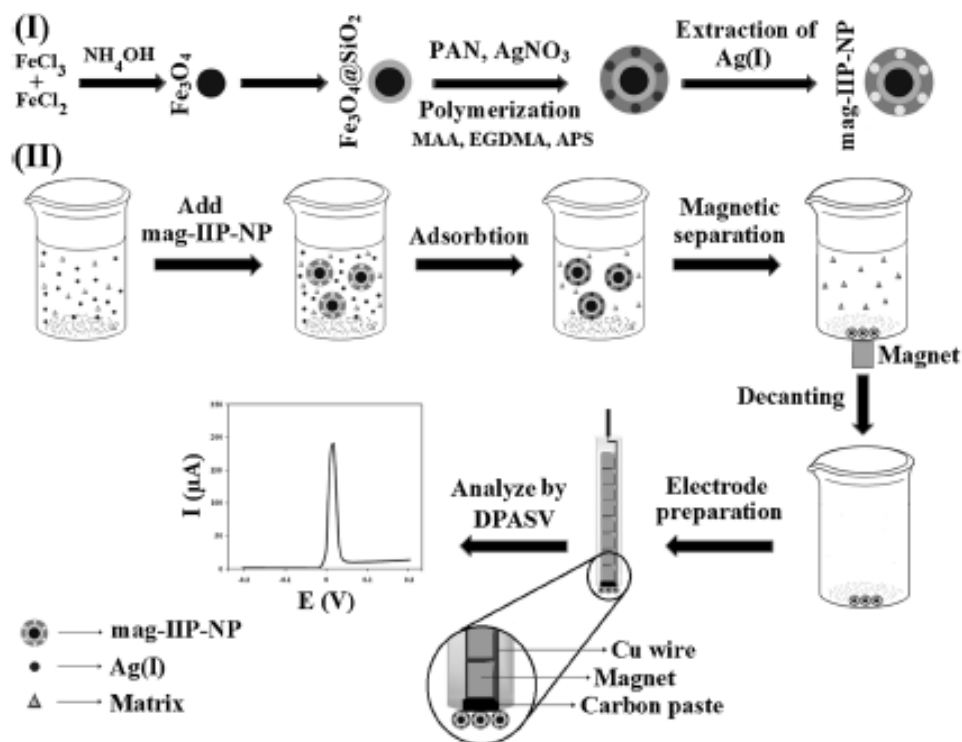 (I)
FeCl3
+
FeCl2
NH4OH
Fe3O4
Fe3O4@SiO2
PAN, AgNO3
Polymerization
MAA, EGDMA, APS
Extraction of
Ag(I)
mag-IIP-NP
(II)
Add
mag-IIP-NP
Adsorbtion
Magnetic
separation
Magnet
Decanting
Electrode
preparation
Analyze by
DPASV
I (µA)
E (V)
mag-IIP-NP
Ag(I)
Matrix
Cu wire
Magnet
Carbon paste